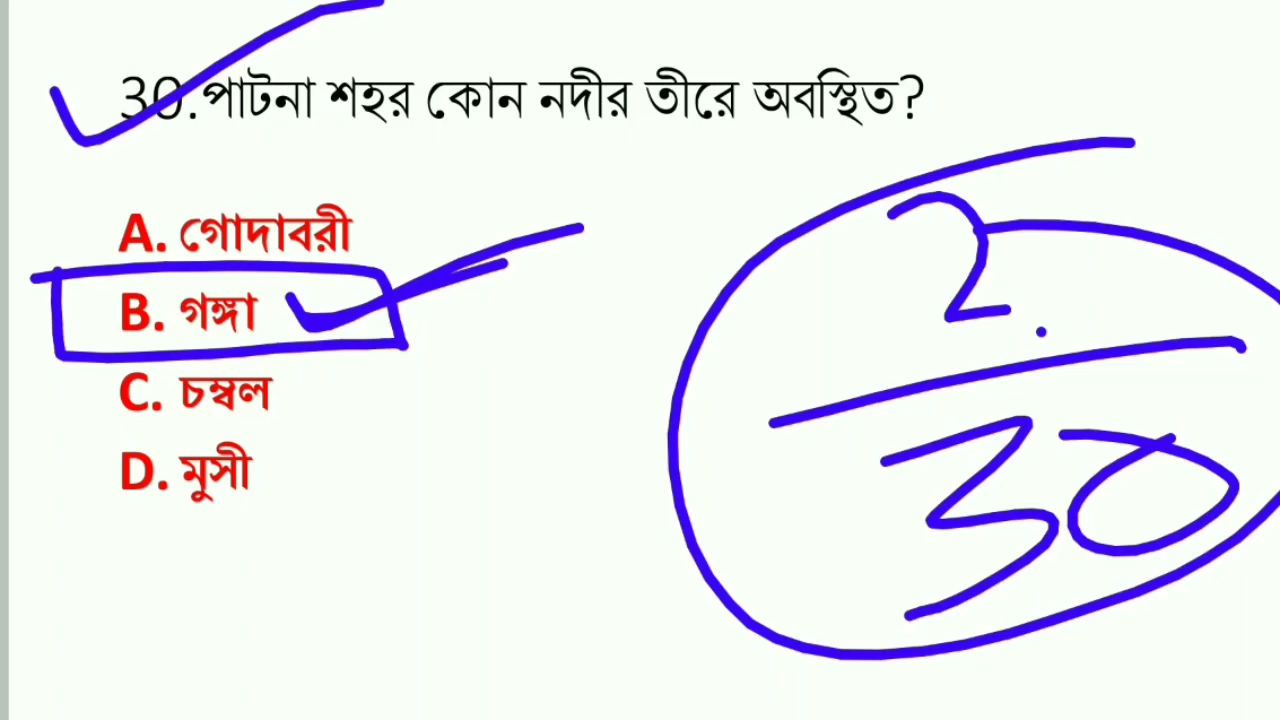 30.পাটনা শহর কোন নদীর তীরে অবস্থিত?
A. গোদাবরী
B. গঙ্গা
C. চম্বল
D. মুসী
2
30